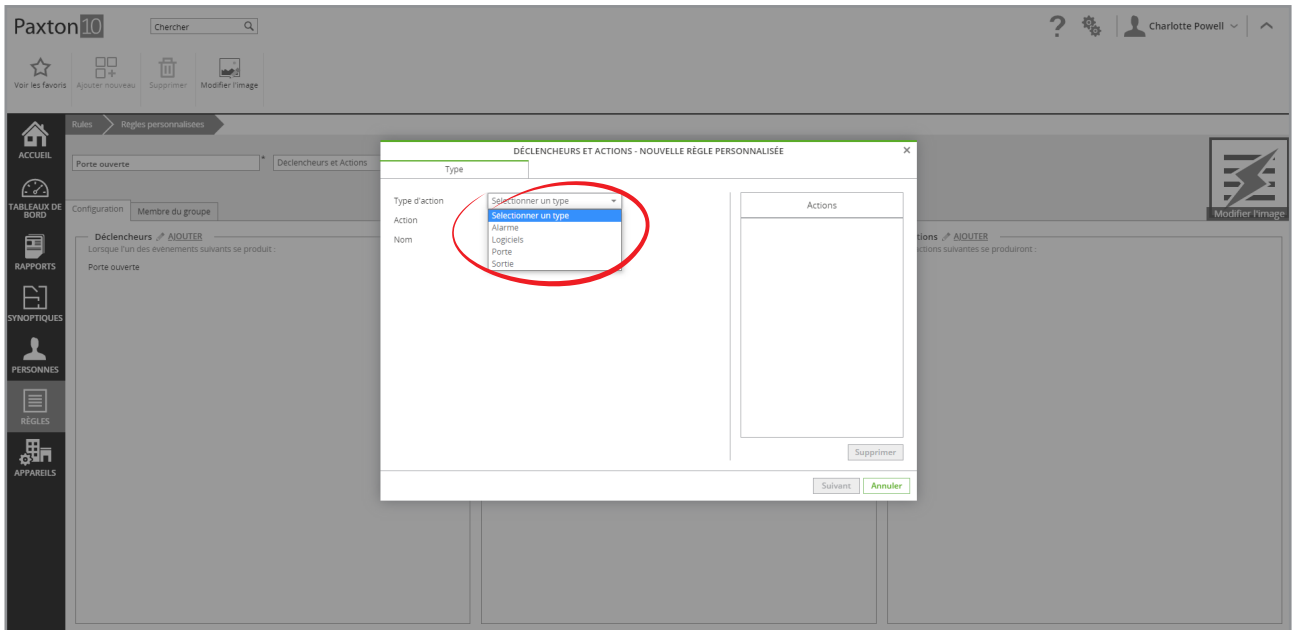 Paxton10
Chercher
Charlotte Powell
Voir les favoris
Ajouter nouveau
Supprimer
Modifier l'image
Rules
Règles personnalisées
ACCUEIL
TABLEAUX DE
BORD
RAPPORTS
SYNOPTIQUES
PERSONNES
RÈGLES
APPAREILS
Porte ouverte
*
Déclencheurs et Actions
Modifier l'image
Configuration
Membre du groupe
Déclencheurs AJOUTER
Lorsque l'un des évènements suivants se produit :
Porte ouverte
tions AJOUTER
actions suivantes se produiront :
DÉCLENCHEURS ET ACTIONS - NOUVELLE RÈGLE PERSONNALISÉE
Type
Type d'action
Sélectionner un type
Action
Nom
Sélectionner un type
Alarme
Logiciels
Porte
Sortie
Actions
Supprimer
Suivant
Annuler